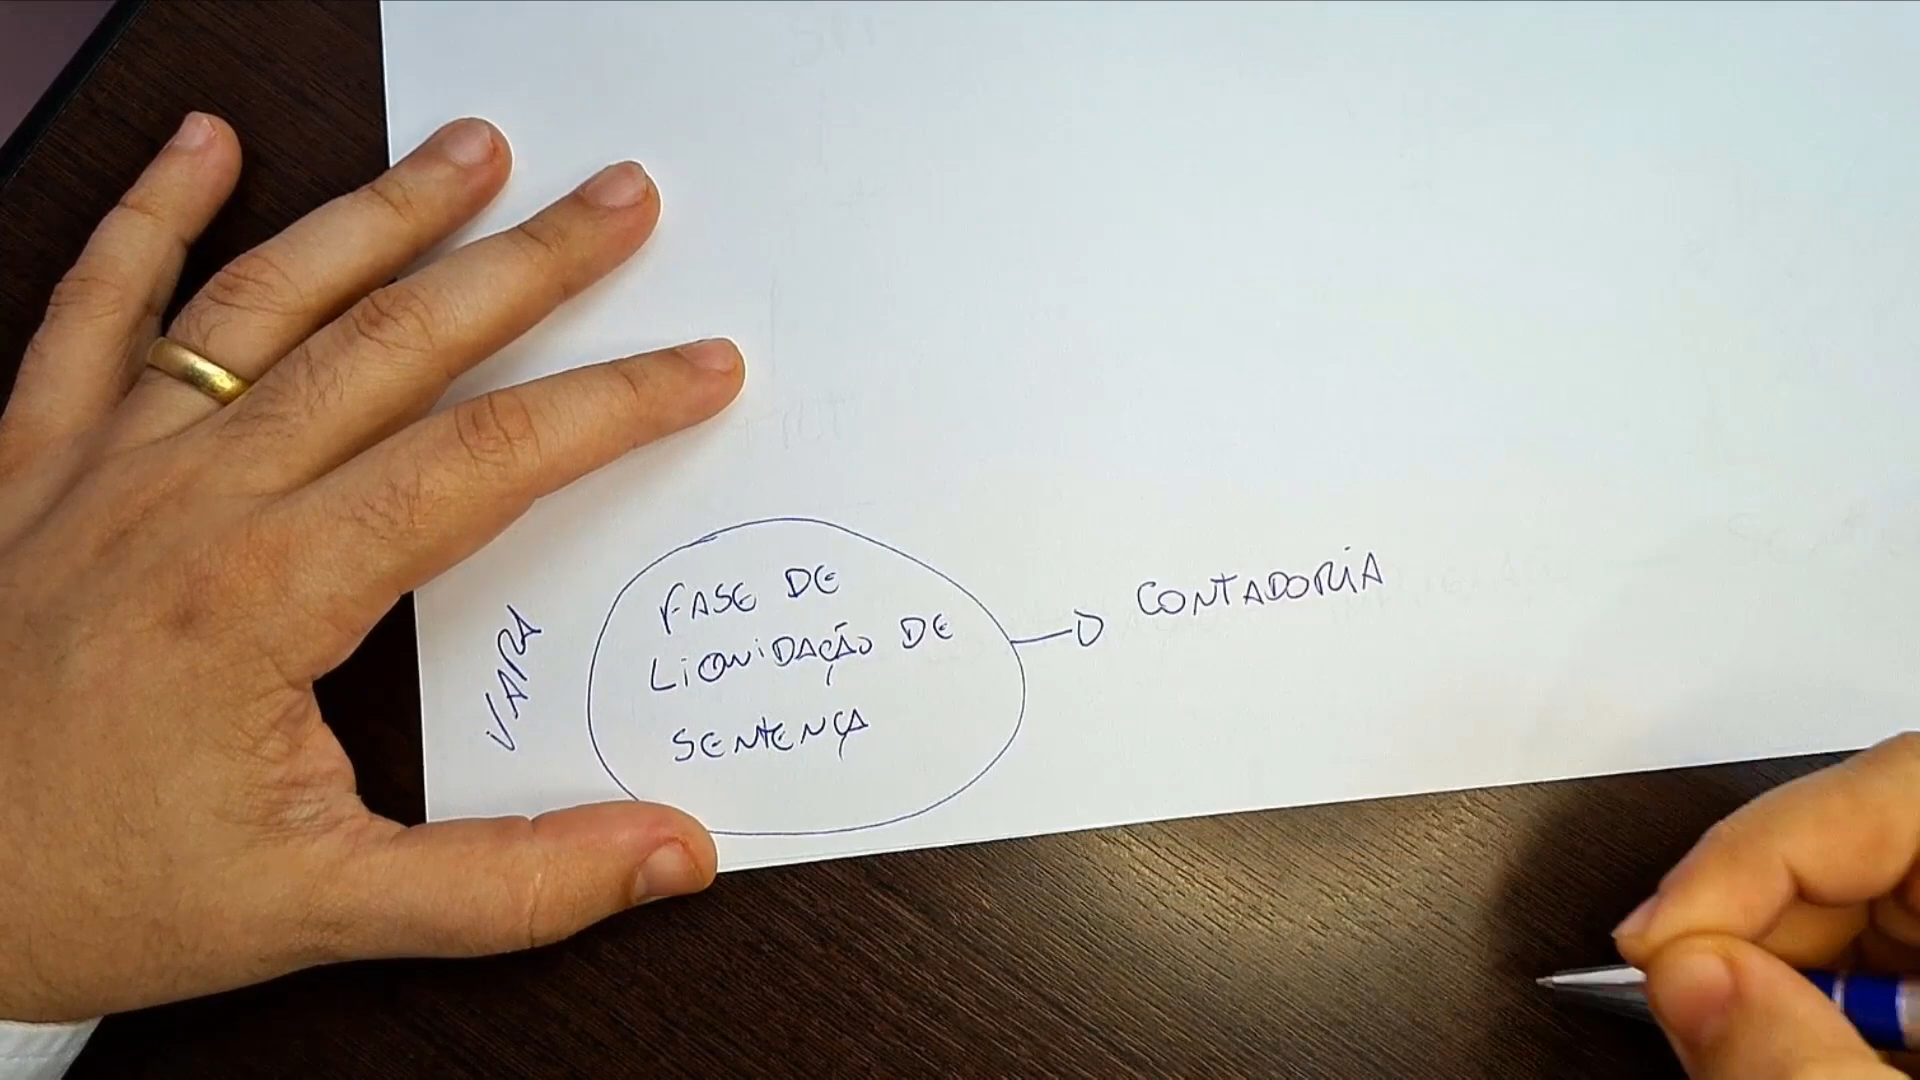 VARA
FASE DE
LIQUIDAÇÃO DE
SENTENÇA
CONTADORIA